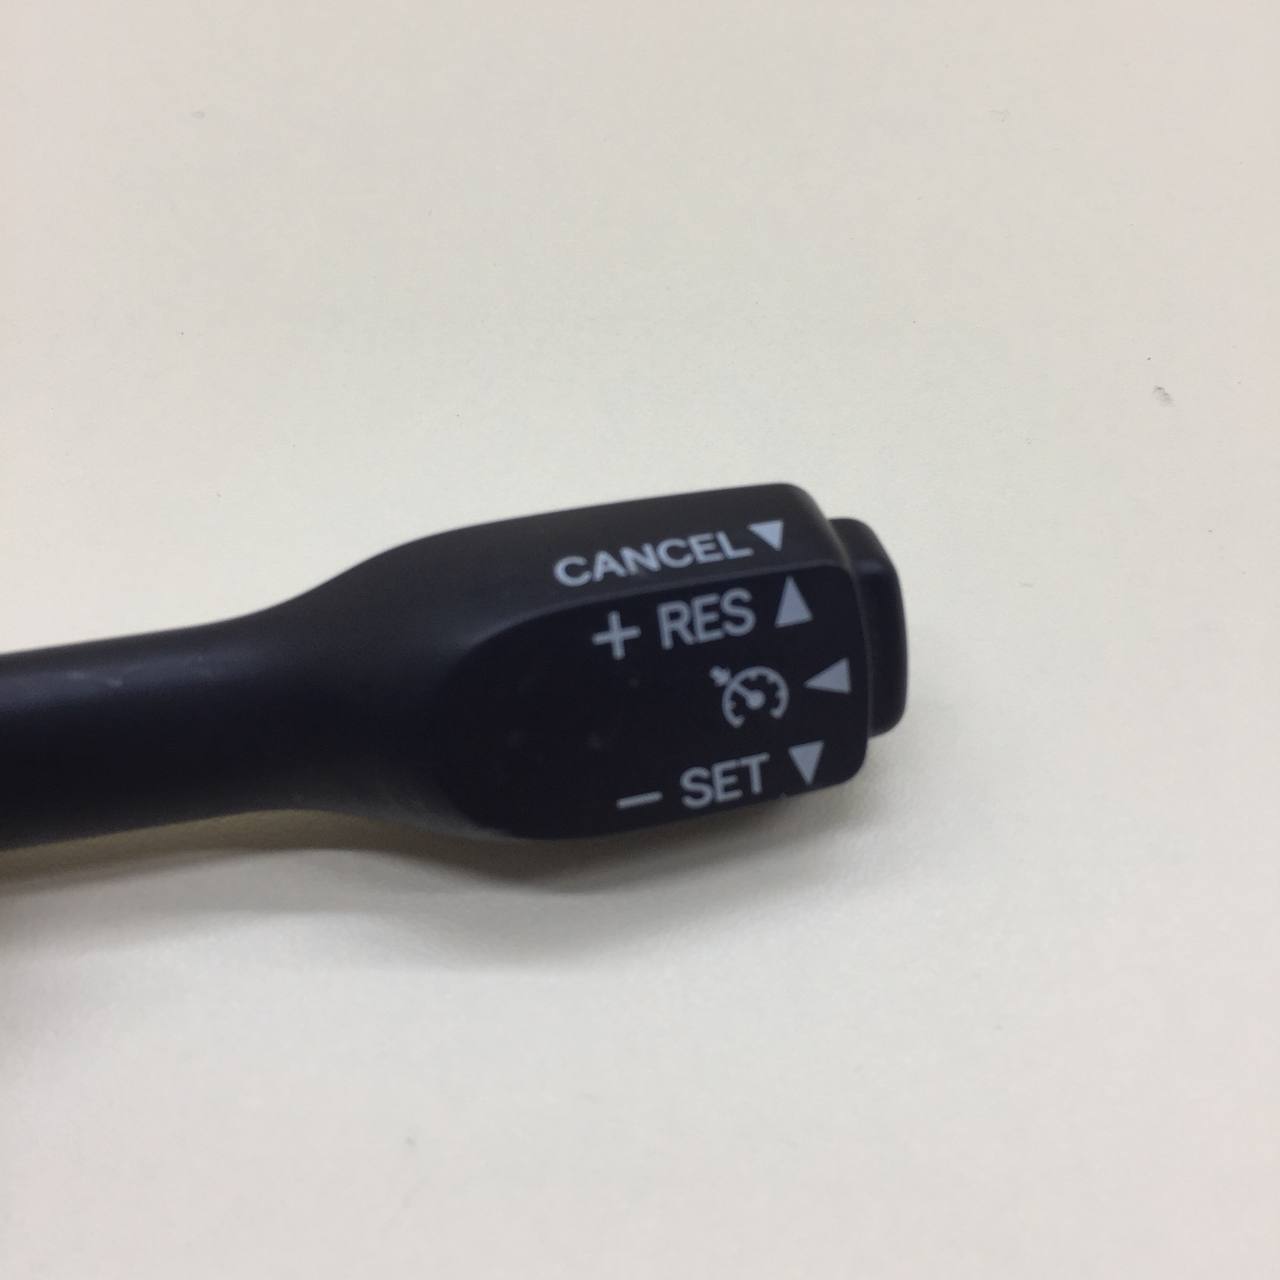 CANCEL▼
+ RES ▲
◀
− SET ▼